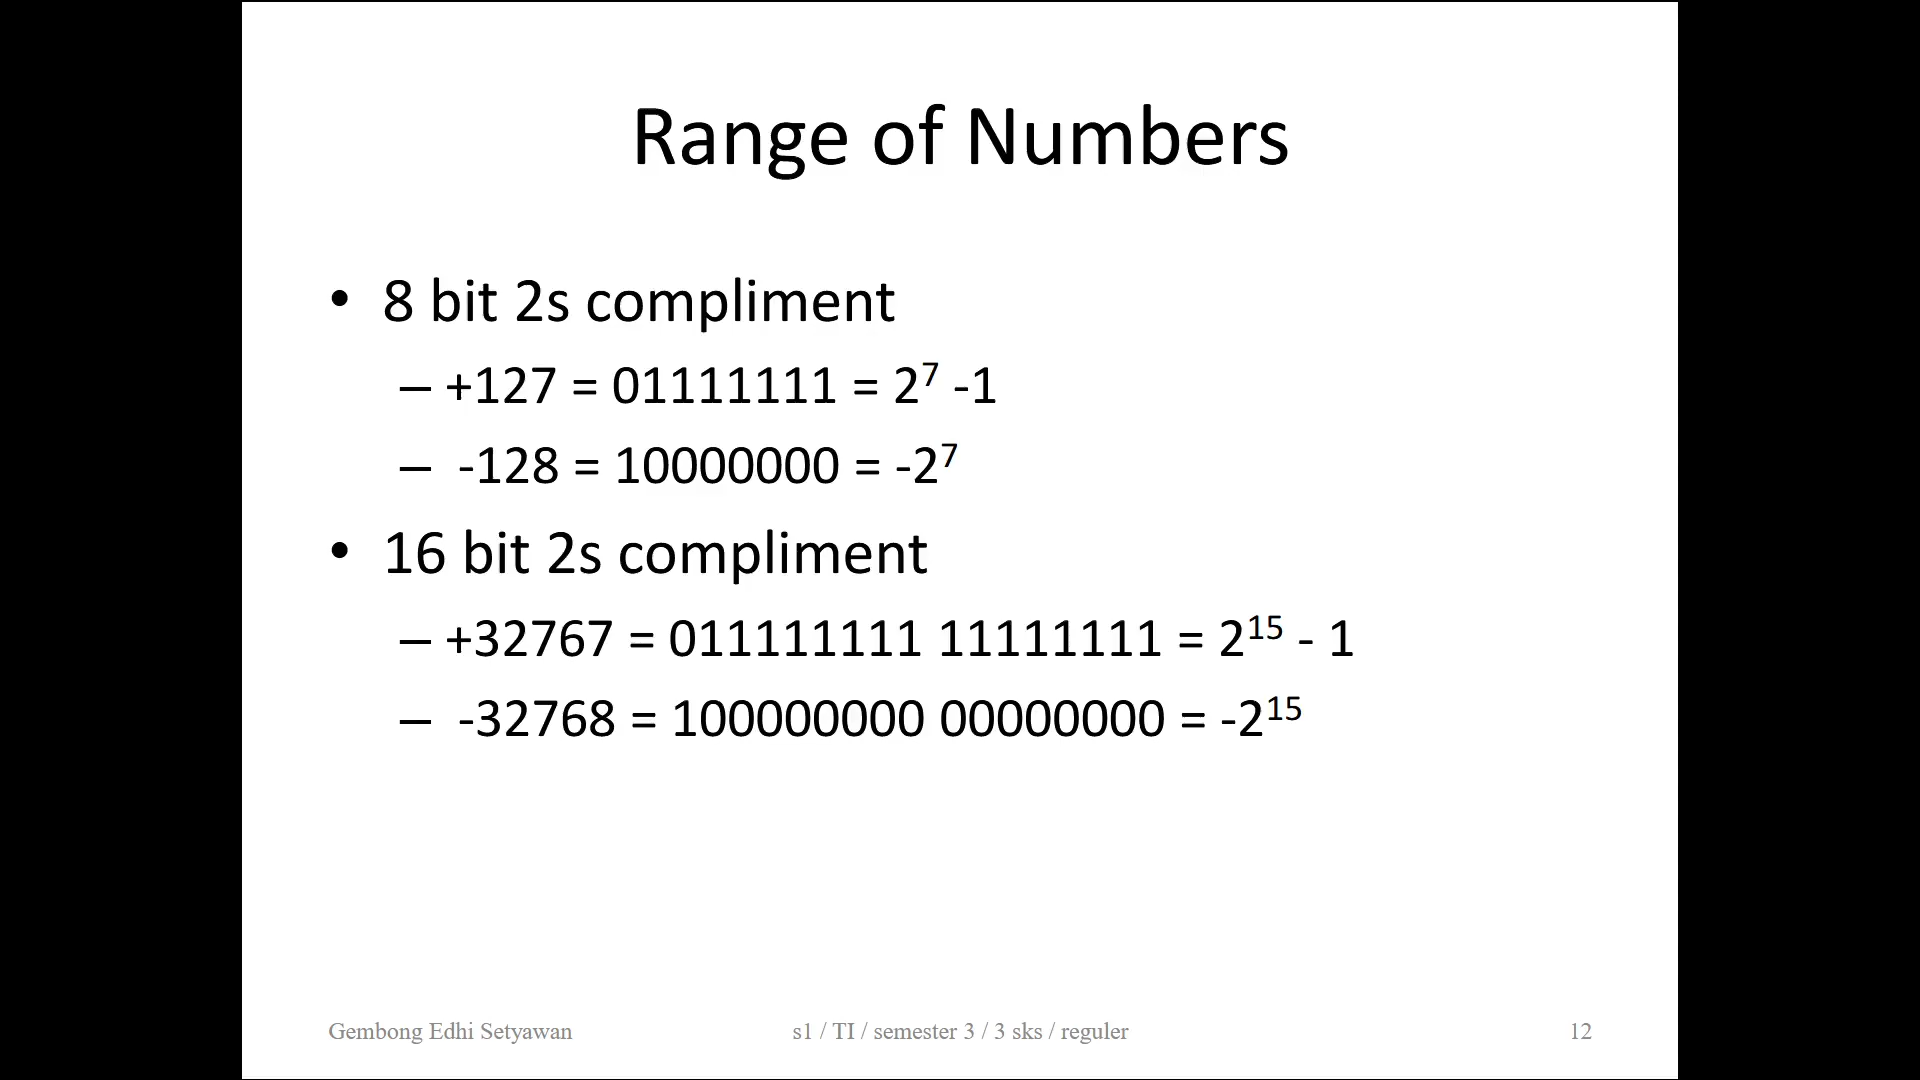 Range of Numbers
• 8 bit 2s compliment
– +127 = 01111111 = 2⁷ -1
– -128 = 10000000 = -2⁷
• 16 bit 2s compliment
– +32767 = 011111111 11111111 = 2¹⁵ - 1
– -32768 = 100000000 00000000 = -2¹⁵
Gembong Edhi Setyawan s1 / TI / semester 3 / 3 sks / reguler 12